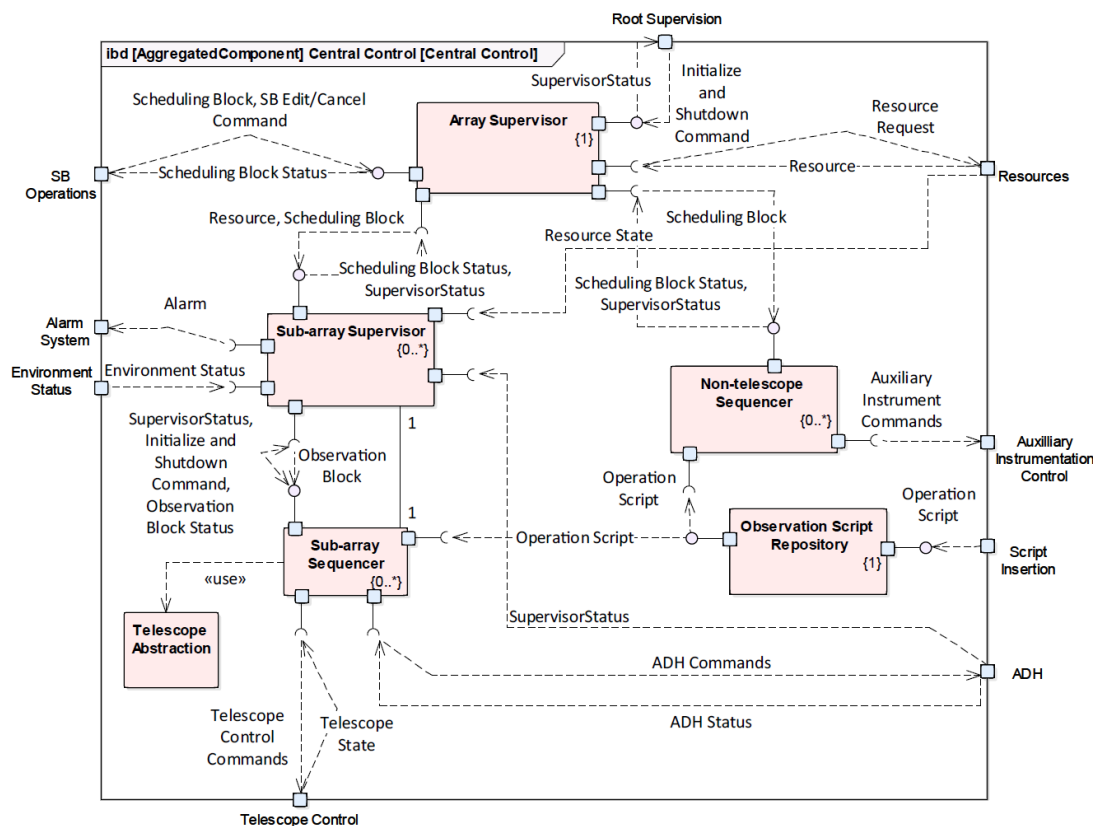 Root Supervision
ibd [AggregatedComponent] Central Control [Central Control]
SupervisorStatus
Initialize
and
Shutdown
Command
Scheduling Block, SB Edit/Cancel
Command
Array Supervisor
{1}
Resource
Request
SB
Operations
Scheduling Block Status
Resource
Resources
Resource, Scheduling Block
Scheduling Block
Resource State
Scheduling Block Status,
SupervisorStatus
Scheduling Block Status,
SupervisorStatus
Alarm
Alarm
System
Sub-array Supervisor
{0..*}
Environment
Status
Environment Status
Non-telescope
Sequencer
{0..*}
Auxiliary
Instrument
Commands
1
SupervisorStatus,
Initialize and
Shutdown
Command,
Observation
Block Status
Observation
Block
Auxilliary
Instrumentation
Control
Operation
Script
Operation
Script
1
Sub-array
Sequencer
{0..*}
Operation Script
Observation Script
Repository
{1}
Script
Insertion
«use»
SupervisorStatus
Telescope
Abstraction
ADH Commands
ADH
ADH Status
Telescope
Control
Commands
Telescope
State
Telescope Control